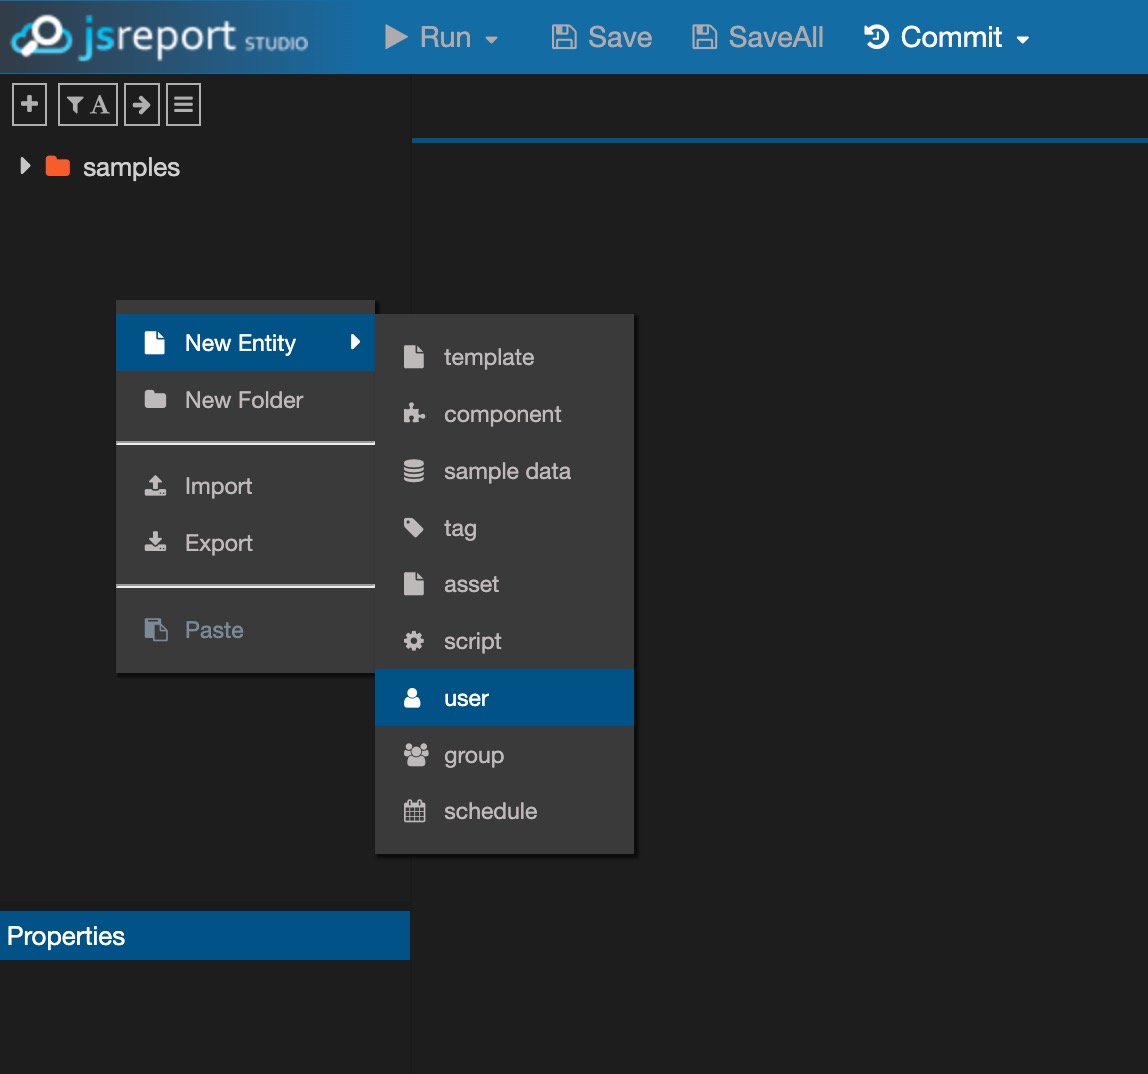 jsreport STUDIO Run Save SaveAll Commit
A
samples
New Entity
New Folder
Import
Export
Paste
template
component
sample data
tag
asset
script
user
group
schedule
Properties